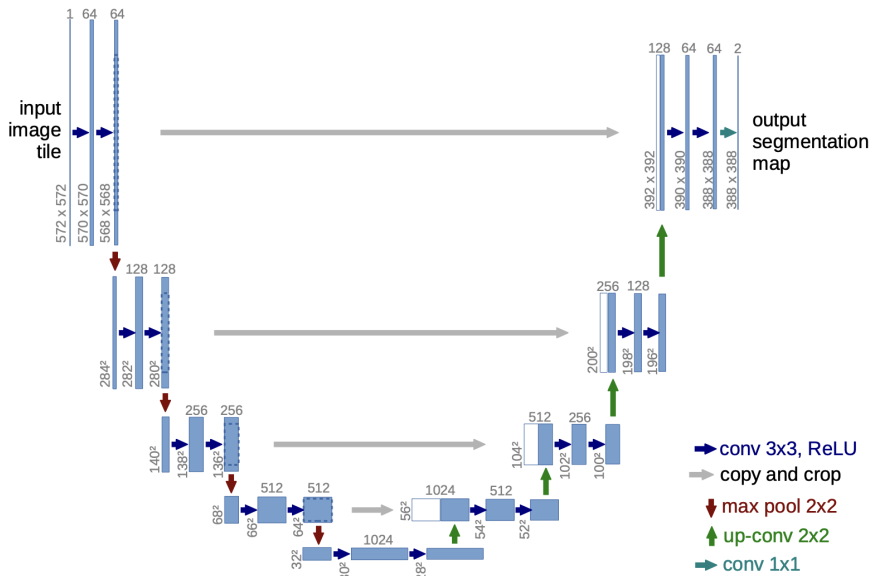 1 64 64
128 64 64 2
input
image
tile
output
segmentation
map
572 x 572
570 x 570
568 x 568
392 x 392
390 x 390
388 x 388
388 x 388
128 128
256 128
284²
282²
280²
200²
198²
196²
256 256
512 256
140²
138²
136²
104²
102²
100²
512 512
1024 512
68²
66²
64²
56²
54²
52²
1024
32²
conv 3x3, ReLU
copy and crop
max pool 2x2
up-conv 2x2
conv 1x1